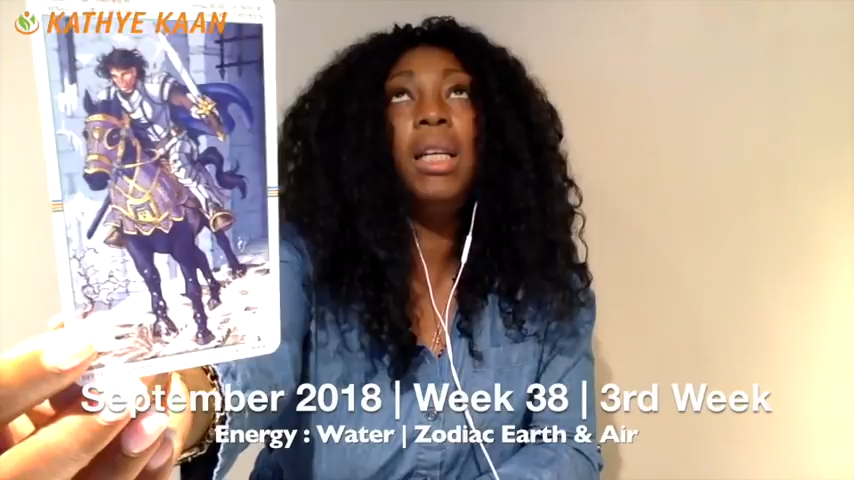 KATHYE KAAN
September 2018 | Week 38 | 3rd Week
Energy : Water | Zodiac Earth & Air